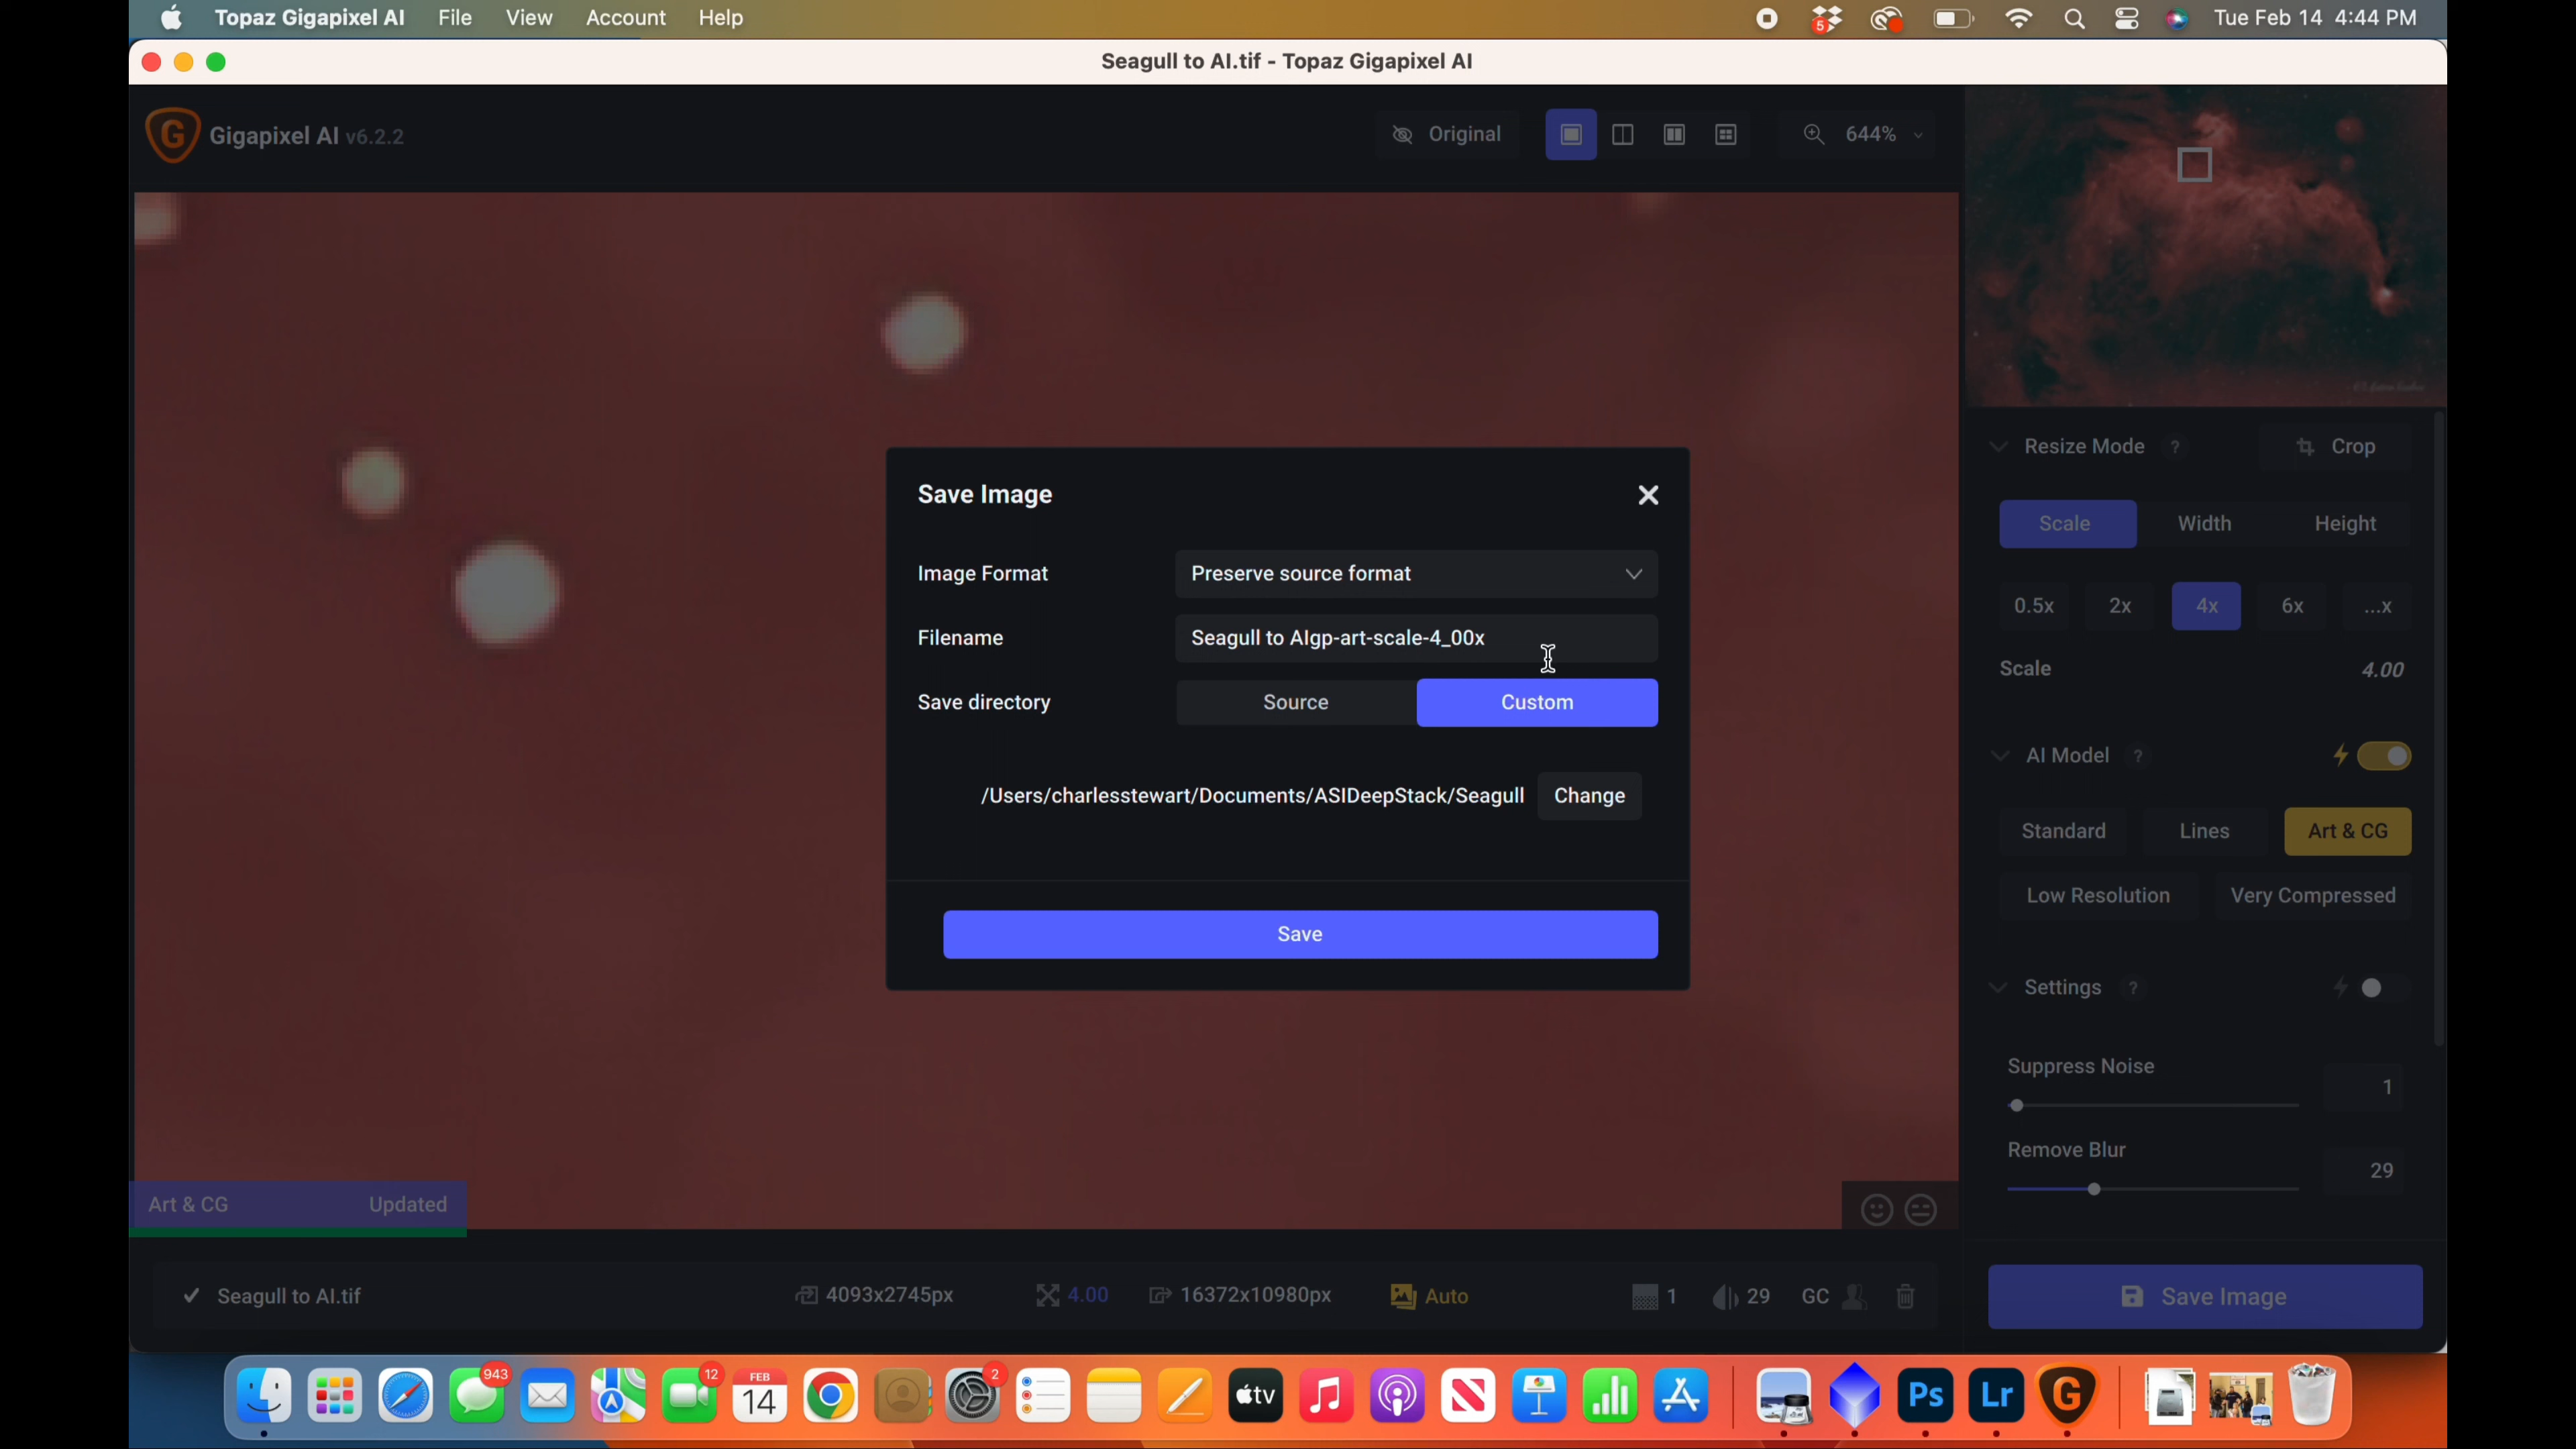 Topaz Gigapixel AI File View Account Help 5 Tue Feb 14 4:44 PM
Seagull to AI.tif - Topaz Gigapixel AI
G Gigapixel AI v6.2.2 Original 644%
Resize Mode ? Crop
Scale Width Height
0.5x 2x 4x 6x ...x
Scale 4.00
AI Model ?
Standard Lines Art & CG
Low Resolution Very Compressed
Settings ?
Suppress Noise
1
Remove Blur
29
Save Image
Image Format Preserve source format
Filename Seagull to AIgp-art-scale-4_00x
Save directory Source Custom
/Users/charlesstewart/Documents/ASIDeepStack/Seagull Change
Save
Art & CG Updated
Seagull to AI.tif 4093x2745px 4.00 16372x10980px Auto 1 29 GC Save Image
943 12 FEB 14 2 tv Ps Lr G